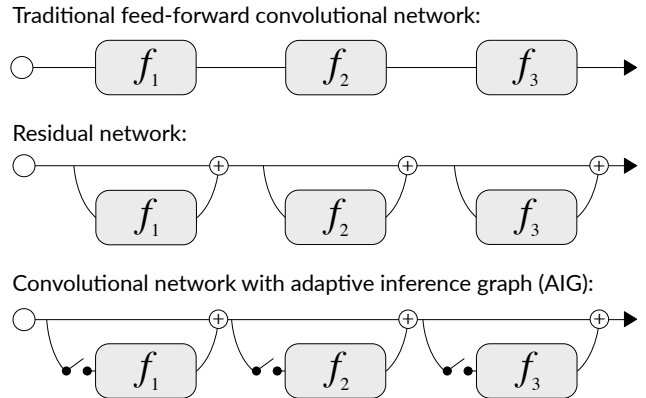 Traditional feed-forward convolutional network:
f1 f2 f3
Residual network:
+ + +
f1 f2 f3
Convolutional network with adaptive inference graph (AIG):
+ + +
f1 f2 f3